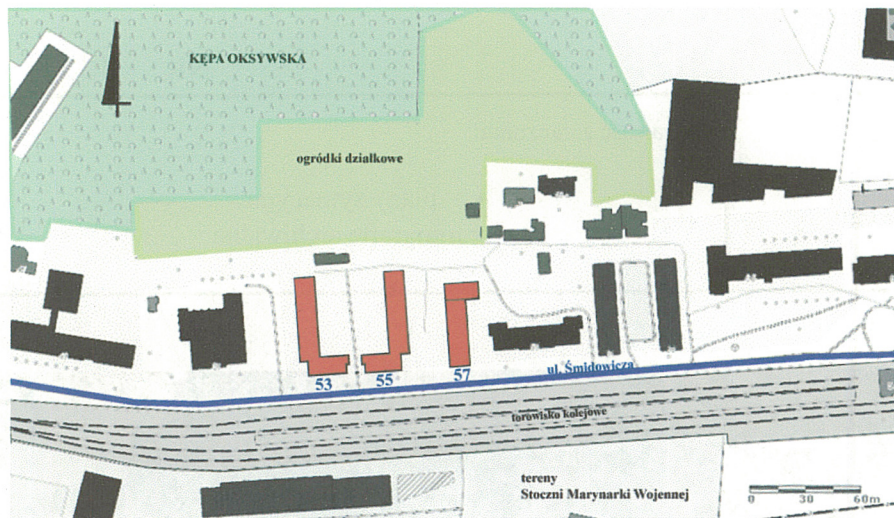 KĘPA OKSYWSKA
ogródki działkowe
53
55
57
ul. Śmidowicza
torowisko kolejowe
tereny
Stoczni Marynarki Wojennej
0 30 60m